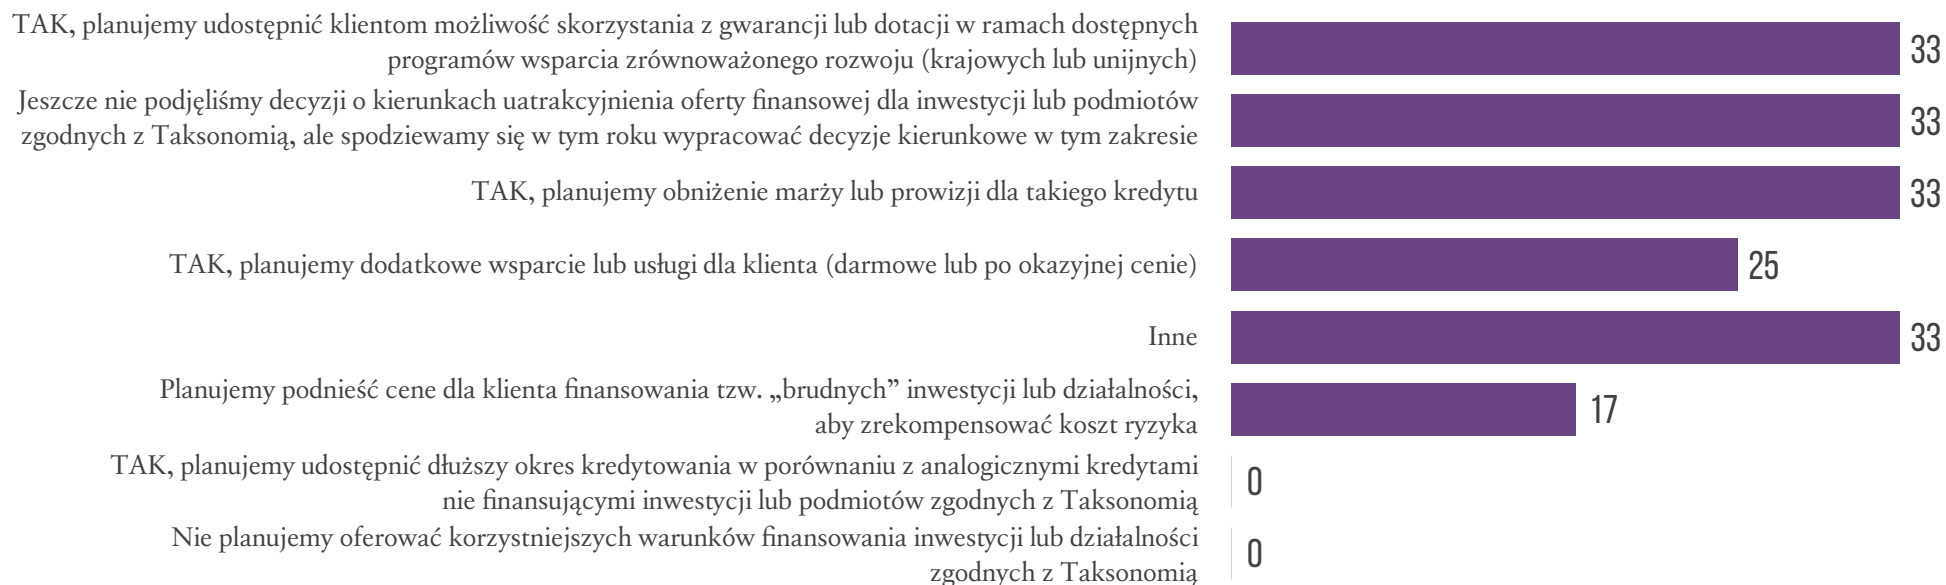 TAK, planujemy udostępnić klientom możliwość skorzystania z gwarancji lub dotacji w ramach dostępnych
programów wsparcia zrównoważonego rozwoju (krajowych lub unijnych)
33
Jeszcze nie podjęliśmy decyzji o kierunkach uatrakcyjnienia oferty finansowej dla inwestycji lub podmiotów
zgodnych z Taksonomią, ale spodziewamy się w tym roku wypracować decyzje kierunkowe w tym zakresie
33
TAK, planujemy obniżenie marży lub prowizji dla takiego kredytu
33
TAK, planujemy dodatkowe wsparcie lub usługi dla klienta (darmowe lub po okazyjnej cenie)
25
Inne
33
Planujemy podnieść cene dla klienta finansowania tzw. „brudnych” inwestycji lub działalności,
aby zrekompensować koszt ryzyka
17
TAK, planujemy udostępnić dłuższy okres kredytowania w porównaniu z analogicznymi kredytami
nie finansującymi inwestycji lub podmiotów zgodnych z Taksonomią
0
Nie planujemy oferować korzystniejszych warunków finansowania inwestycji lub działalności
zgodnych z Taksonomią
0